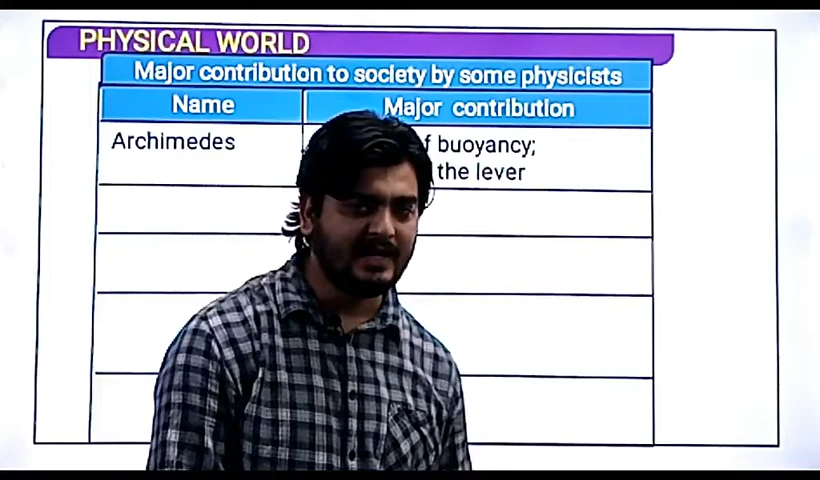 PHYSICAL WORLD
Major contribution to society by some physicists
Name Major contribution
Archimedes f buoyancy;
the lever